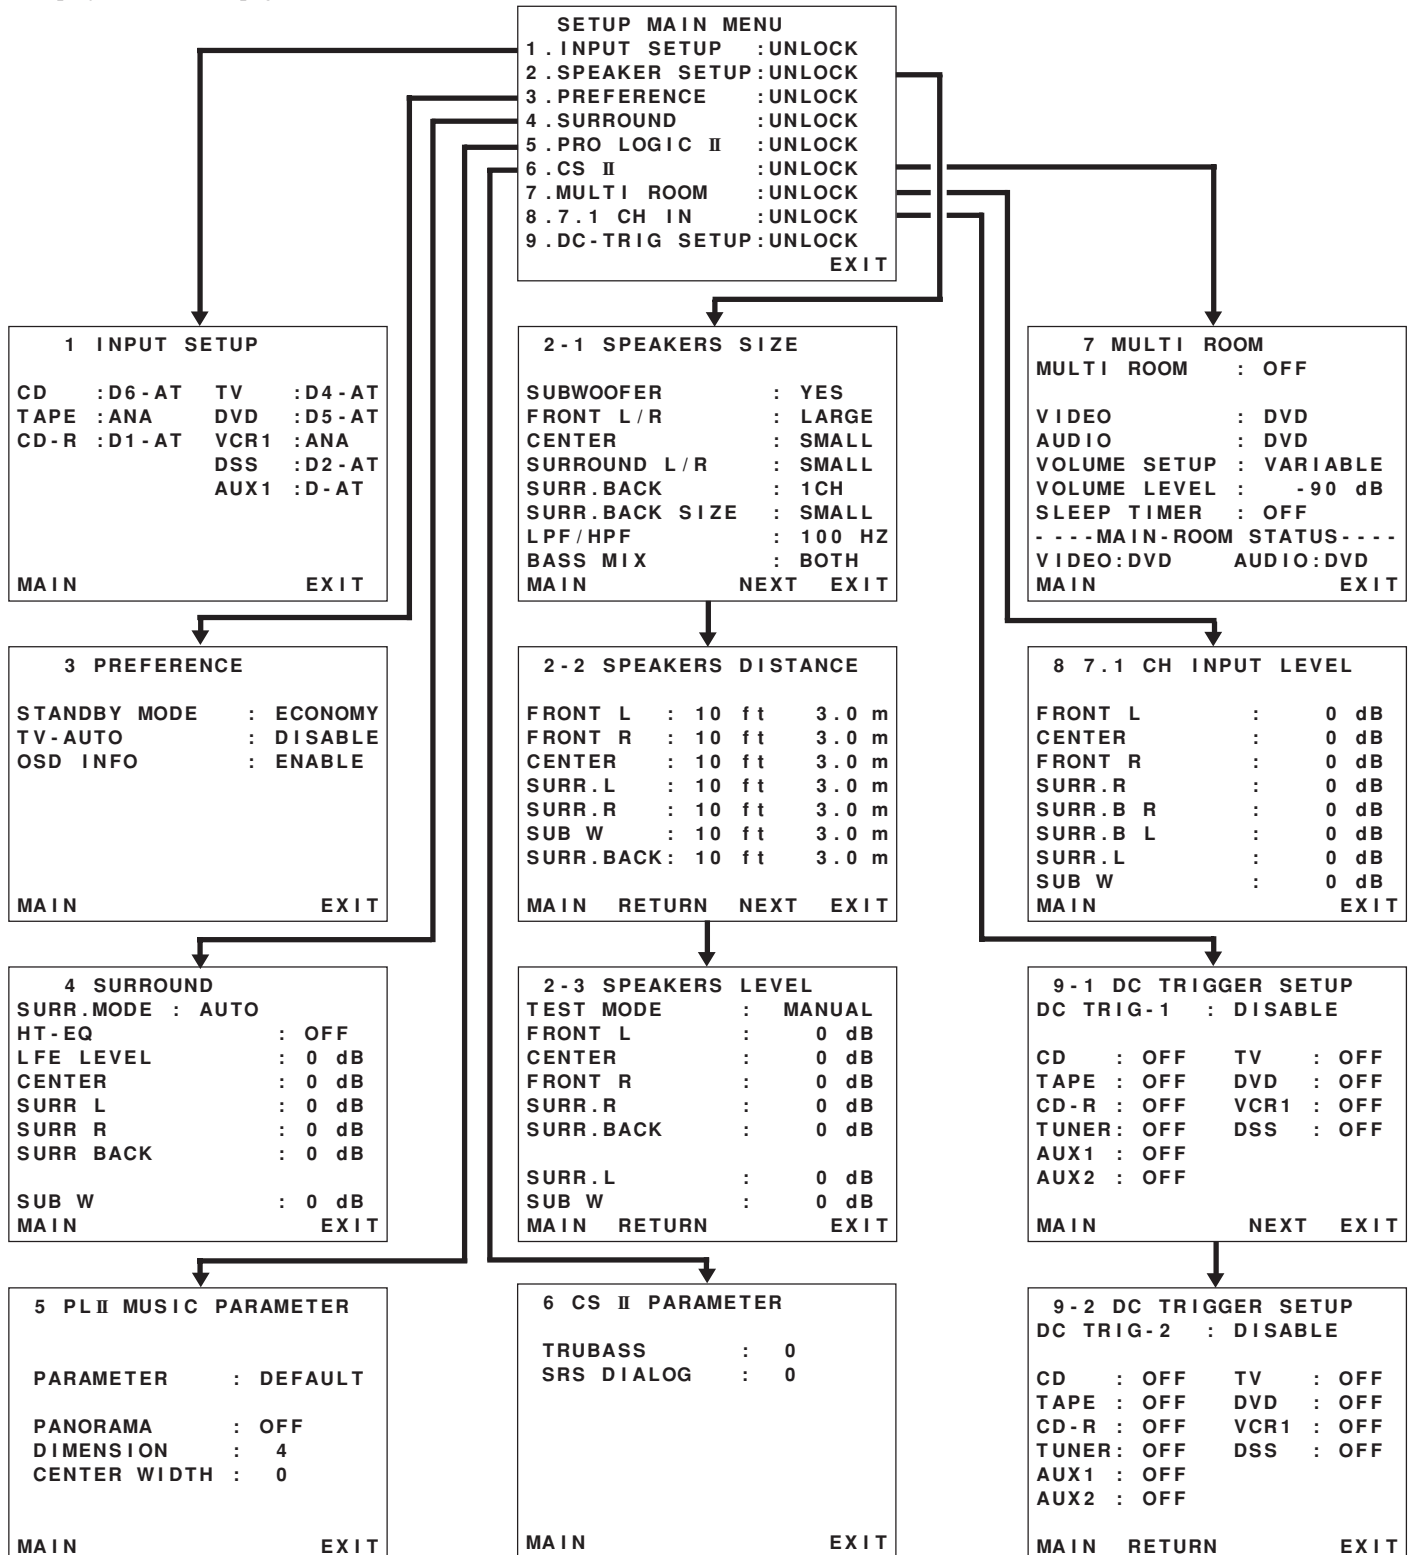 SETUP MAIN MENU
1.INPUT SETUP :UNLOCK
2.SPEAKER SETUP:UNLOCK
3.PREFERENCE :UNLOCK
4.SURROUND :UNLOCK
5.PRO LOGIC II :UNLOCK
6.CS II :UNLOCK
7.MULTI ROOM :UNLOCK
8.7.1 CH IN :UNLOCK
9.DC-TRIG SETUP:UNLOCK
EXIT
1 INPUT SETUP
CD :D6-AT TV :D4-AT
TAPE :ANA DVD :D5-AT
CD-R :D1-AT VCR1 :ANA
DSS :D2-AT
AUX1 :D-AT
MAIN EXIT
2-1 SPEAKERS SIZE
SUBWOOFER : YES
FRONT L/R : LARGE
CENTER : SMALL
SURROUND L/R : SMALL
SURR.BACK : 1CH
SURR.BACK SIZE : SMALL
LPF/HPF : 100 HZ
BASS MIX : BOTH
MAIN NEXT EXIT
7 MULTI ROOM
MULTI ROOM : OFF
VIDEO : DVD
AUDIO : DVD
VOLUME SETUP : VARIABLE
VOLUME LEVEL : -90 dB
SLEEP TIMER : OFF
----MAIN-ROOM STATUS----
VIDEO:DVD AUDIO:DVD
MAIN EXIT
3 PREFERENCE
STANDBY MODE : ECONOMY
TV-AUTO : DISABLE
OSD INFO : ENABLE
MAIN EXIT
2-2 SPEAKERS DISTANCE
FRONT L : 10 ft 3.0 m
FRONT R : 10 ft 3.0 m
CENTER : 10 ft 3.0 m
SURR.L : 10 ft 3.0 m
SURR.R : 10 ft 3.0 m
SUB W : 10 ft 3.0 m
SURR.BACK: 10 ft 3.0 m
MAIN RETURN NEXT EXIT
8 7.1 CH INPUT LEVEL
FRONT L : 0 dB
CENTER : 0 dB
FRONT R : 0 dB
SURR.R : 0 dB
SURR.B R : 0 dB
SURR.B L : 0 dB
SURR.L : 0 dB
SUB W : 0 dB
MAIN EXIT
4 SURROUND
SURR.MODE : AUTO
HT-EQ : OFF
LFE LEVEL : 0 dB
CENTER : 0 dB
SURR L : 0 dB
SURR R : 0 dB
SURR BACK : 0 dB
SUB W : 0 dB
MAIN EXIT
2-3 SPEAKERS LEVEL
TEST MODE : MANUAL
FRONT L : 0 dB
CENTER : 0 dB
FRONT R : 0 dB
SURR.R : 0 dB
SURR.BACK : 0 dB
SURR.L : 0 dB
SUB W : 0 dB
MAIN RETURN EXIT
9-1 DC TRIGGER SETUP
DC TRIG-1 : DISABLE
CD : OFF TV : OFF
TAPE : OFF DVD : OFF
CD-R : OFF VCR1 : OFF
TUNER: OFF DSS : OFF
AUX1 : OFF
AUX2 : OFF
MAIN NEXT EXIT
5 PLII MUSIC PARAMETER
PARAMETER : DEFAULT
PANORAMA : OFF
DIMENSION : 4
CENTER WIDTH : 0
MAIN EXIT
6 CS II PARAMETER
TRUBASS : 0
SRS DIALOG : 0
MAIN EXIT
9-2 DC TRIGGER SETUP
DC TRIG-2 : DISABLE
CD : OFF TV : OFF
TAPE : OFF DVD : OFF
CD-R : OFF VCR1 : OFF
TUNER: OFF DSS : OFF
AUX1 : OFF
AUX2 : OFF
MAIN RETURN EXIT